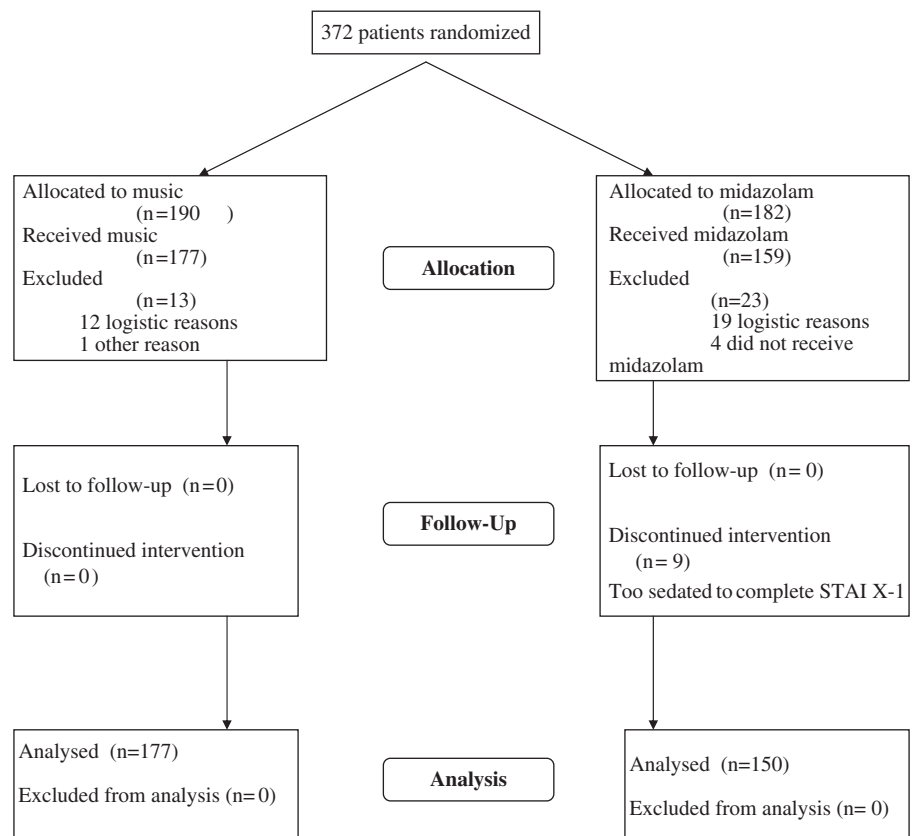 372 patients randomized
Allocated to music
(n=190 )
Received music
(n=177)
Excluded
(n=13)
12 logistic reasons
1 other reason
Allocation
Allocated to midazolam
(n=182)
Received midazolam
(n=159)
Excluded
(n=23)
19 logistic reasons
4 did not receive
midazolam
Lost to follow-up (n=0)
Discontinued intervention
(n=0)
Follow-Up
Lost to follow-up (n=0)
Discontinued intervention
(n=9)
Too sedated to complete STAI X-1
Analysed (n=177)
Excluded from analysis (n=0)
Analysis
Analysed (n=150)
Excluded from analysis (n=0)